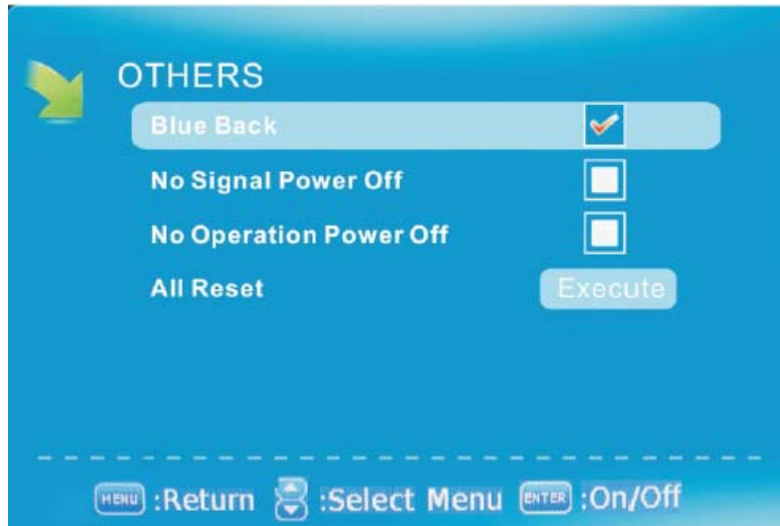 OTHERS
Blue Back
No Signal Power Off
No Operation Power Off
All Reset Execute
MENU :Return :Select Menu ENTER :On/Off